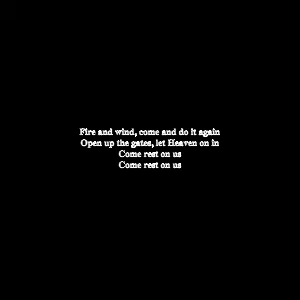 Fire and wind, come and do it again
Open up the gates, let Heaven on in
Come rest on us
Come rest on us